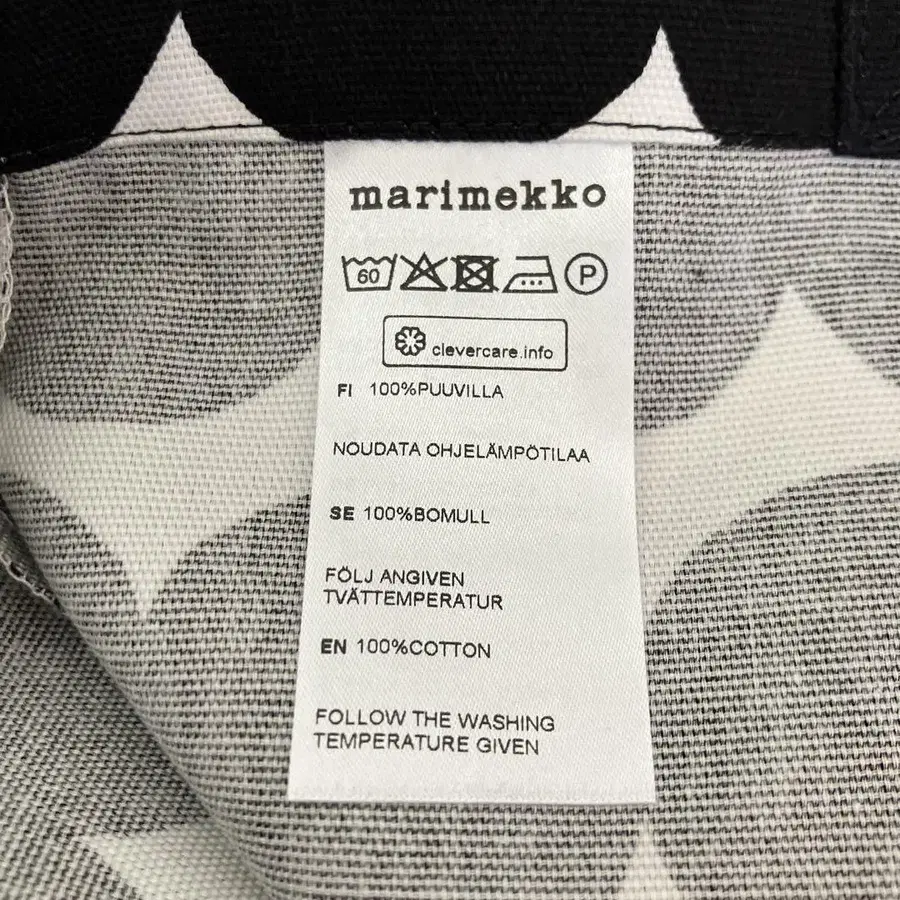 marimekko
60 P
clevercare.info
FI 100%PUUVILLA
NOUDATA OHJELÄMPÖTILAA
SE 100%BOMULL
FÖLJ ANGIVEN
TVÄTTEMPERATUR
EN 100%COTTON
FOLLOW THE WASHING
TEMPERATURE GIVEN